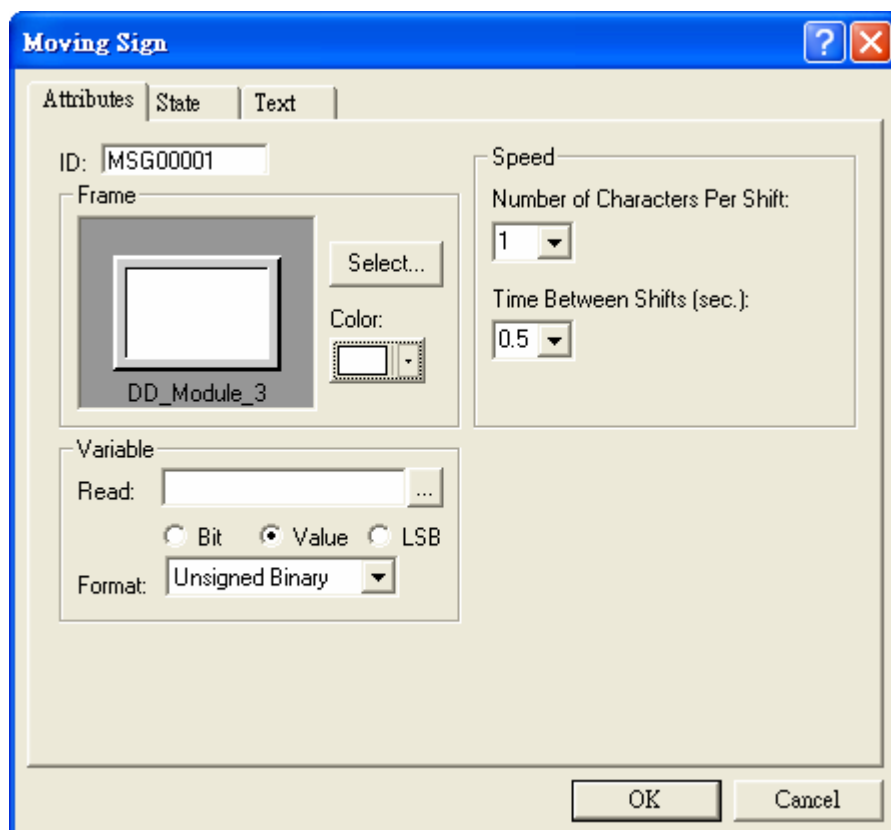 Moving Sign
Attributes State Text
ID: MSG00001
Frame
Select...
Color:
DD_Module_3
Speed
Number of Characters Per Shift:
1
Time Between Shifts (sec.):
0.5
Variable
Read: ...
Bit Value LSB
Format: Unsigned Binary
OK Cancel